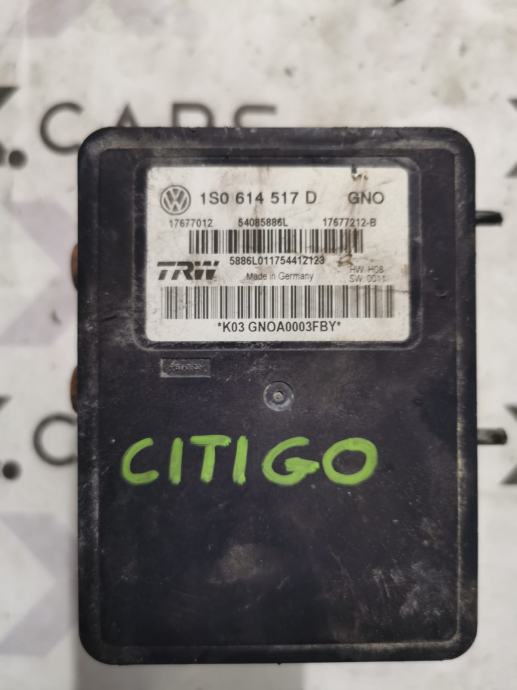 CARS
1S0 614 517 D GNO
17677012 54085886L 17677212-B
5886L011754412123
TRW Made in Germany HW H08
SW 0011
*K03 GNOA0003FBY*
CITIGO